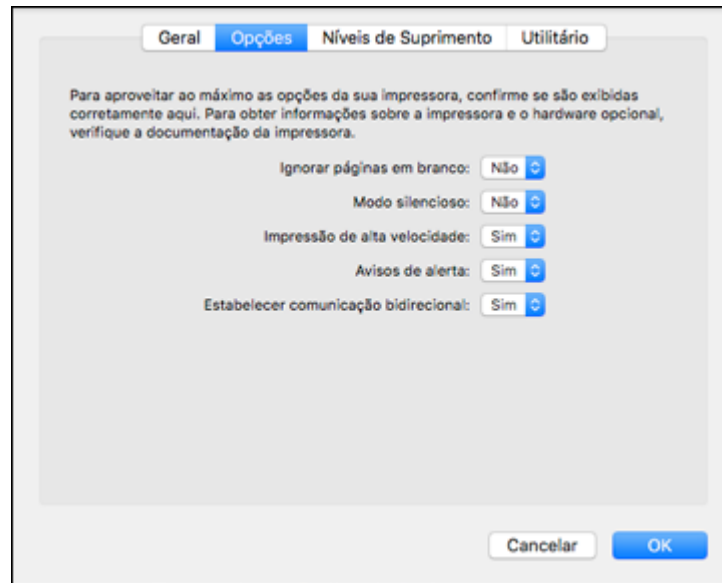 Geral Opções Níveis de Suprimento Utilitário
Para aproveitar ao máximo as opções da sua impressora, confirme se são exibidas
corretamente aqui. Para obter informações sobre a impressora e o hardware opcional,
verifique a documentação da impressora.
Ignorar páginas em branco: Não
Modo silencioso: Não
Impressão de alta velocidade: Sim
Avisos de alerta: Sim
Estabelecer comunicação bidirecional: Sim
Cancelar OK